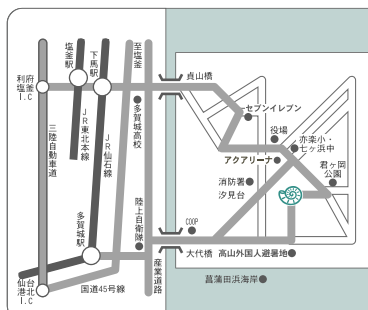 塩釜駅
下馬駅
至塩釜
利府
塩釜
I.C
貞山橋
セブンイレブン
多賀城高校
JR東北本線
JR仙石線
三陸自動車道
役場
亦楽小・
七ヶ浜中
アクアリーナ
君ヶ岡
公園
消防署
汐見台
陸上自衛隊
多賀城駅
COOP
大代橋
高山外国人避暑地
産業道路
仙台
港北
I.C
国道45号線
菖蒲田浜海岸